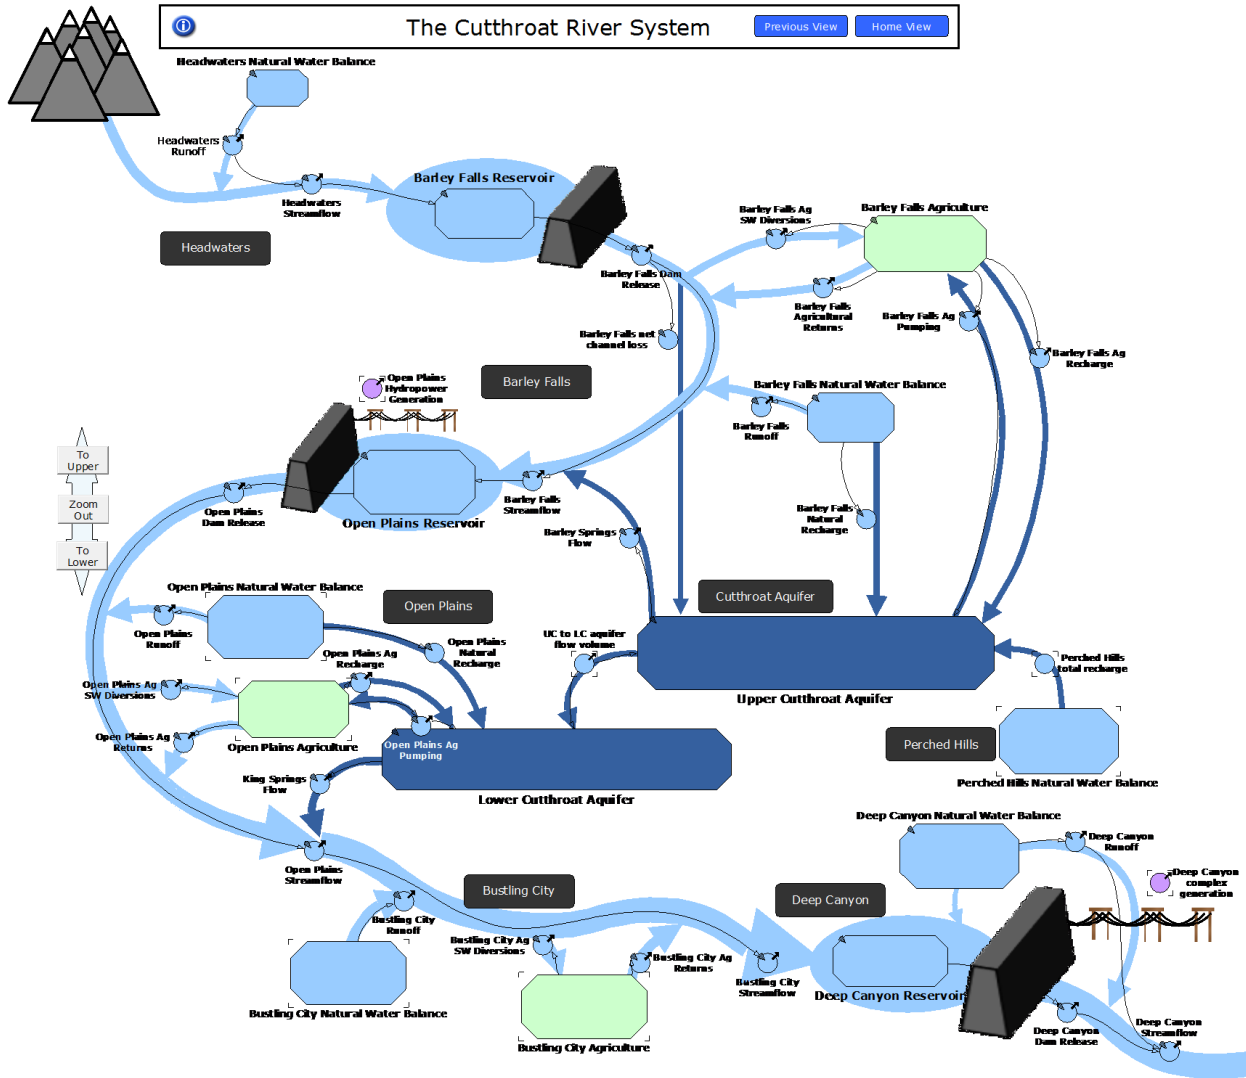 The Cutthroat River System
Previous View
Home View
Headwaters Natural Water Balance
Headwaters
Runoff
Headwaters
Streamflow
Barley Falls Reservoir
Headwaters
Barley Falls Ag
SW Diversions
Barley Falls Agriculture
Barley Falls Dam
Release
Barley Falls
Agricultural
Returns
Barley Falls Ag
Pumping
Barley Falls net
channel loss
Barley Falls Ag
Recharge
Open Plains
Hydropower
Generation
Barley Falls
Barley Falls Natural Water Balance
Barley Falls
Runoff
To
Upper
Zoom
Out
To
Lower
Open Plains
Dam Release
Open Plains Reservoir
Barley Falls
Streamflow
Barley Springs
Flow
Barley Falls
Natural
Recharge
Open Plains Natural Water Balance
Open Plains
Cutthroat Aquifer
Open Plains
Runoff
Open Plains Ag
Recharge
Open Plains
Natural
Recharge
UC to LC aquifer
flow volume
Perched Hills
total recharge
Open Plains Ag
SW Diversions
Upper Cutthroat Aquifer
Open Plains Ag
Returns
Open Plains Agriculture
Open Plains Ag
Pumping
Perched Hills
Perched Hills Natural Water Balance
King Springs
Flow
Lower Cutthroat Aquifer
Deep Canyon Natural Water Balance
Deep Canyon
Runoff
Open Plains
Streamflow
Bustling City
Deep Canyon
Deep Canyon
complex
generation
Bustling City
Runoff
Bustling City Ag
SW Diversions
Bustling City Ag
Returns
Bustling City
Streamflow
Deep Canyon Reservoir
Bustling City Natural Water Balance
Bustling City Agriculture
Deep Canyon
Dam Release
Deep Canyon
Streamflow